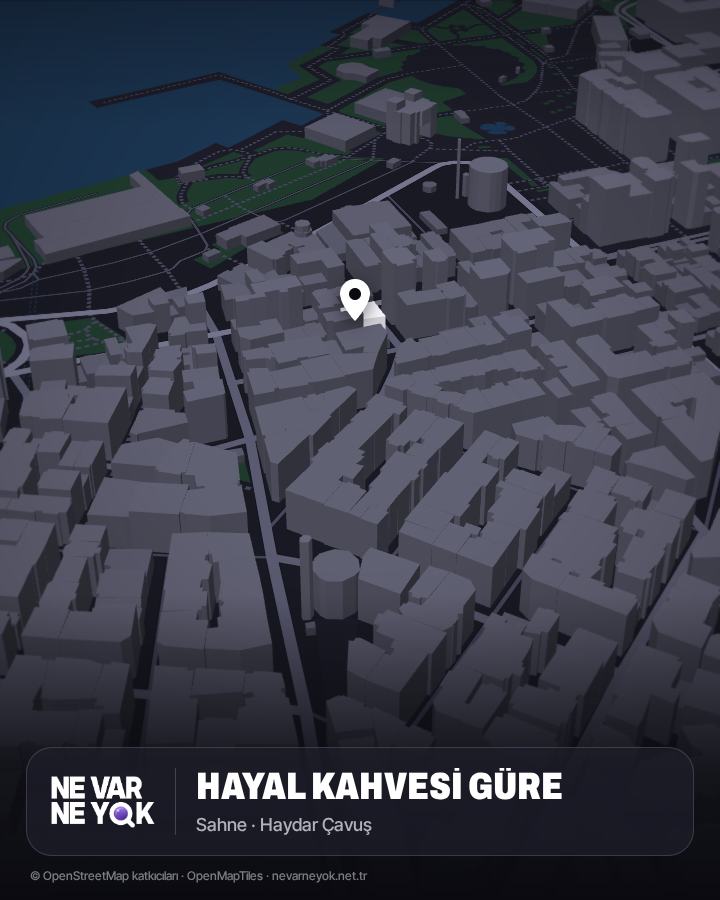 NE VAR
NE YOK
HAYAL KAHVESİ GÜRE
Sahne · Haydar Çavuş
© OpenStreetMap katkıcıları · OpenMapTiles · nevarneyok.net.tr